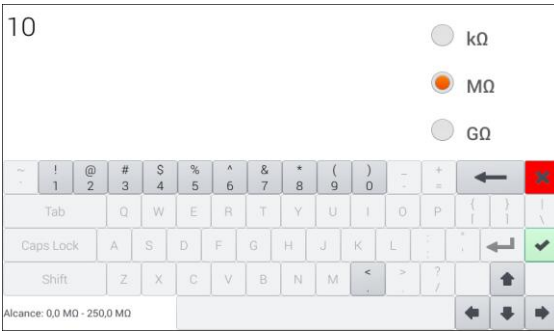 10
kΩ
MΩ
GΩ
~ ! @ # $ % ^ & * ( ) _ +
` 1 2 3 4 5 6 7 8 9 0 - =
Tab Q W E R T Y U I O P { } |
[ ] \
Caps Lock A S D F G H J K L : "
; '
Shift Z X C V B N M < > ?
, . /
Alcance: 0,0 MΩ - 250,0 MΩ